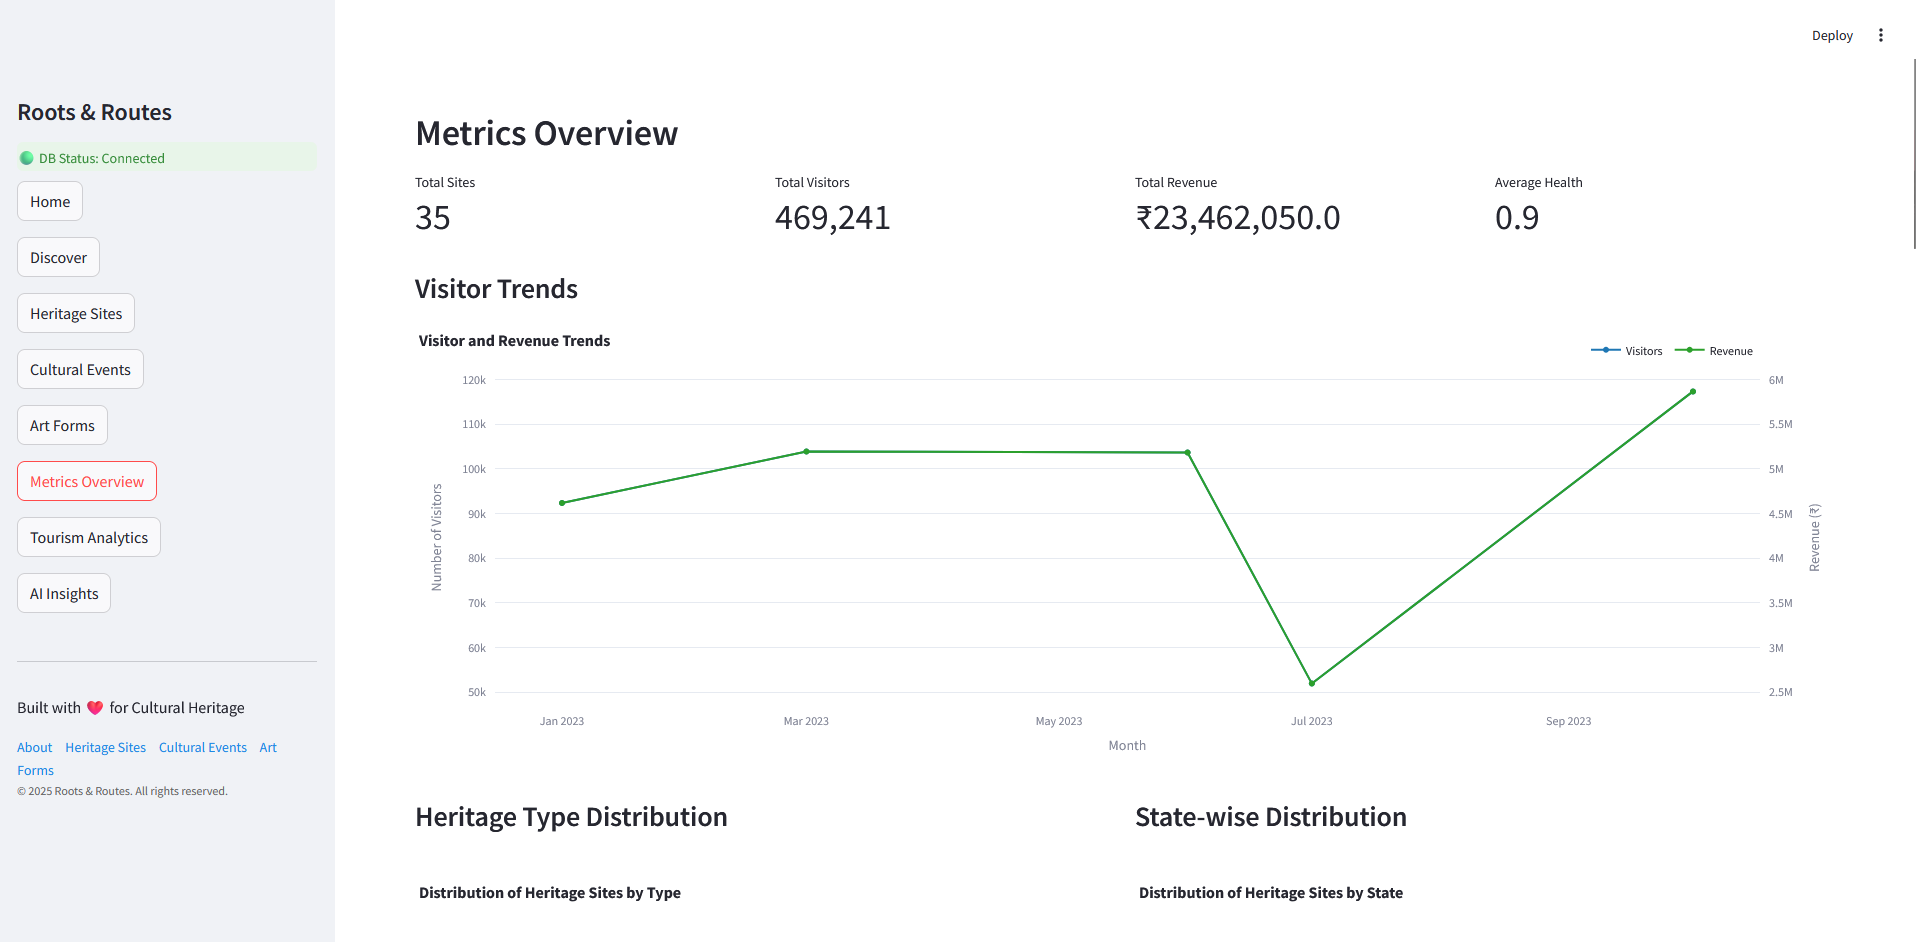 Deploy
Roots & Routes
DB Status: Connected
Home
Discover
Heritage Sites
Cultural Events
Art Forms
Metrics Overview
Tourism Analytics
AI Insights
Built with for Cultural Heritage
About Heritage Sites Cultural Events Art
Forms
© 2025 Roots & Routes. All rights reserved.
Metrics Overview
Total Sites
35
Total Visitors
469,241
Total Revenue
₹23,462,050.0
Average Health
0.9
Visitor Trends
Visitor and Revenue Trends
Visitors Revenue
Number of Visitors
120k
110k
100k
90k
80k
70k
60k
50k
6M
5.5M
5M
4.5M
4M
3.5M
3M
2.5M
Revenue (₹)
Jan 2023 Mar 2023 May 2023 Jul 2023 Sep 2023
Month
Heritage Type Distribution
Distribution of Heritage Sites by Type
State-wise Distribution
Distribution of Heritage Sites by State